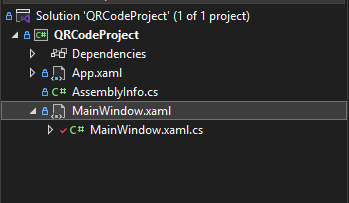 Solution 'QRCodeProject' (1 of 1 project)
C# QRCodeProject
Dependencies
App.xaml
C# AssemblyInfo.cs
MainWindow.xaml
C# MainWindow.xaml.cs